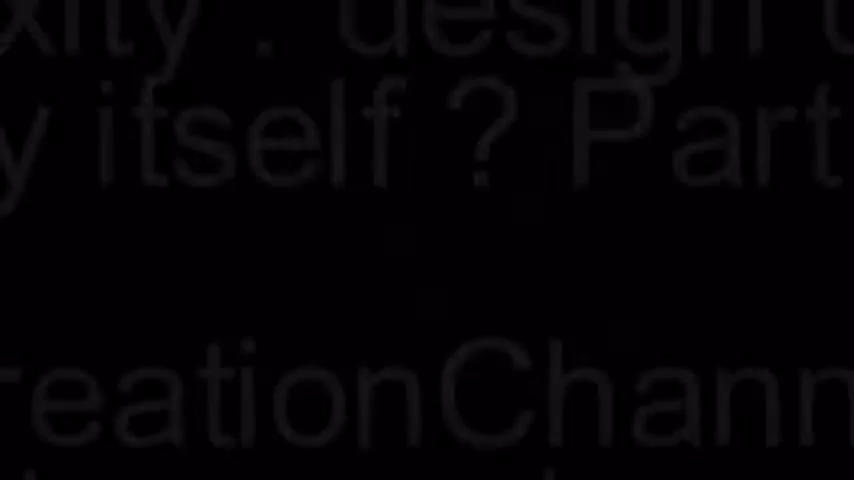 xity . design
y itself ? Part
reationChann